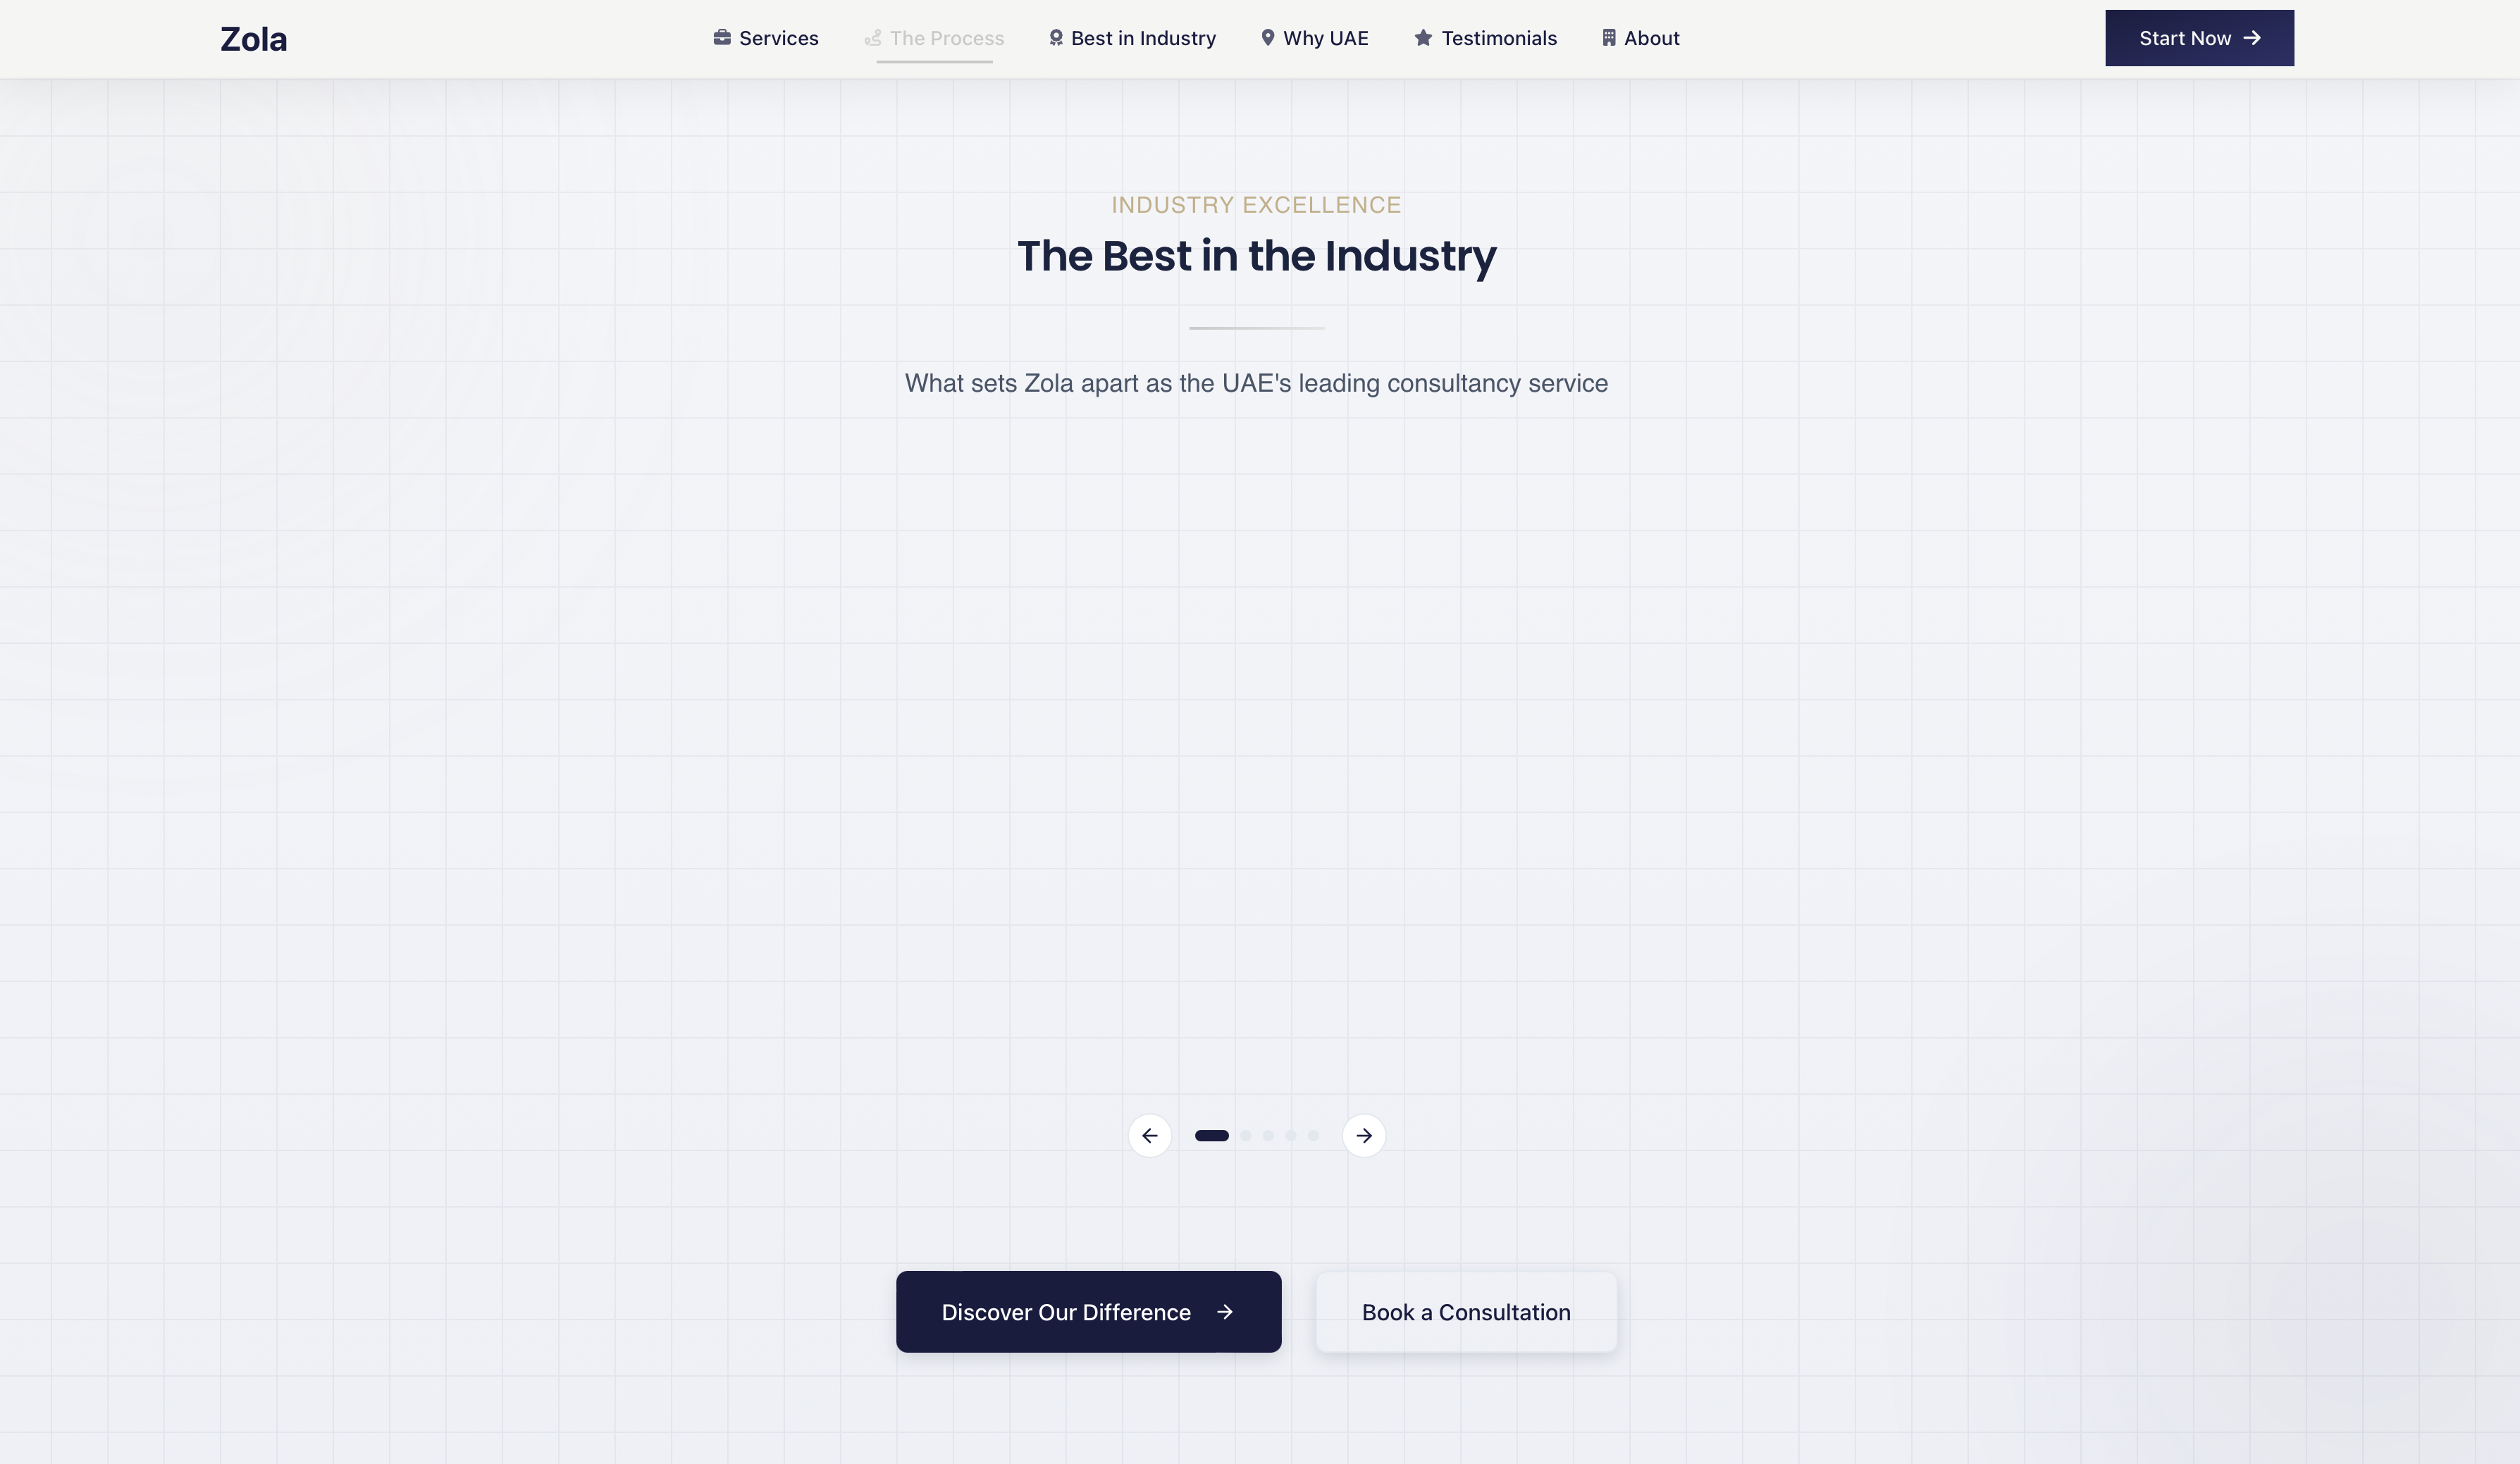 Zola
Services
The Process
Best in Industry
Why UAE
Testimonials
About
Start Now
INDUSTRY EXCELLENCE
The Best in the Industry
What sets Zola apart as the UAE's leading consultancy service
Discover Our Difference
Book a Consultation